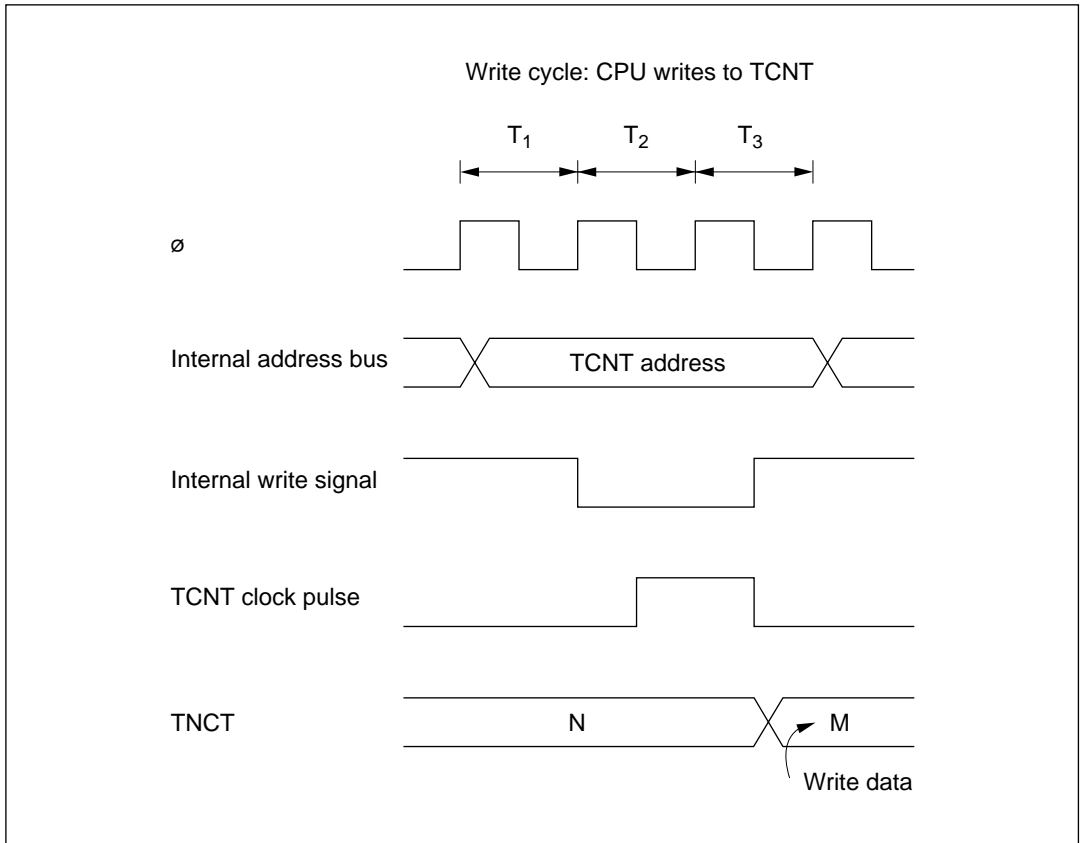 Write cycle: CPU writes to TCNT
T1 T2 T3
ø
Internal address bus TCNT address
Internal write signal
TCNT clock pulse
TNCT N M
Write data